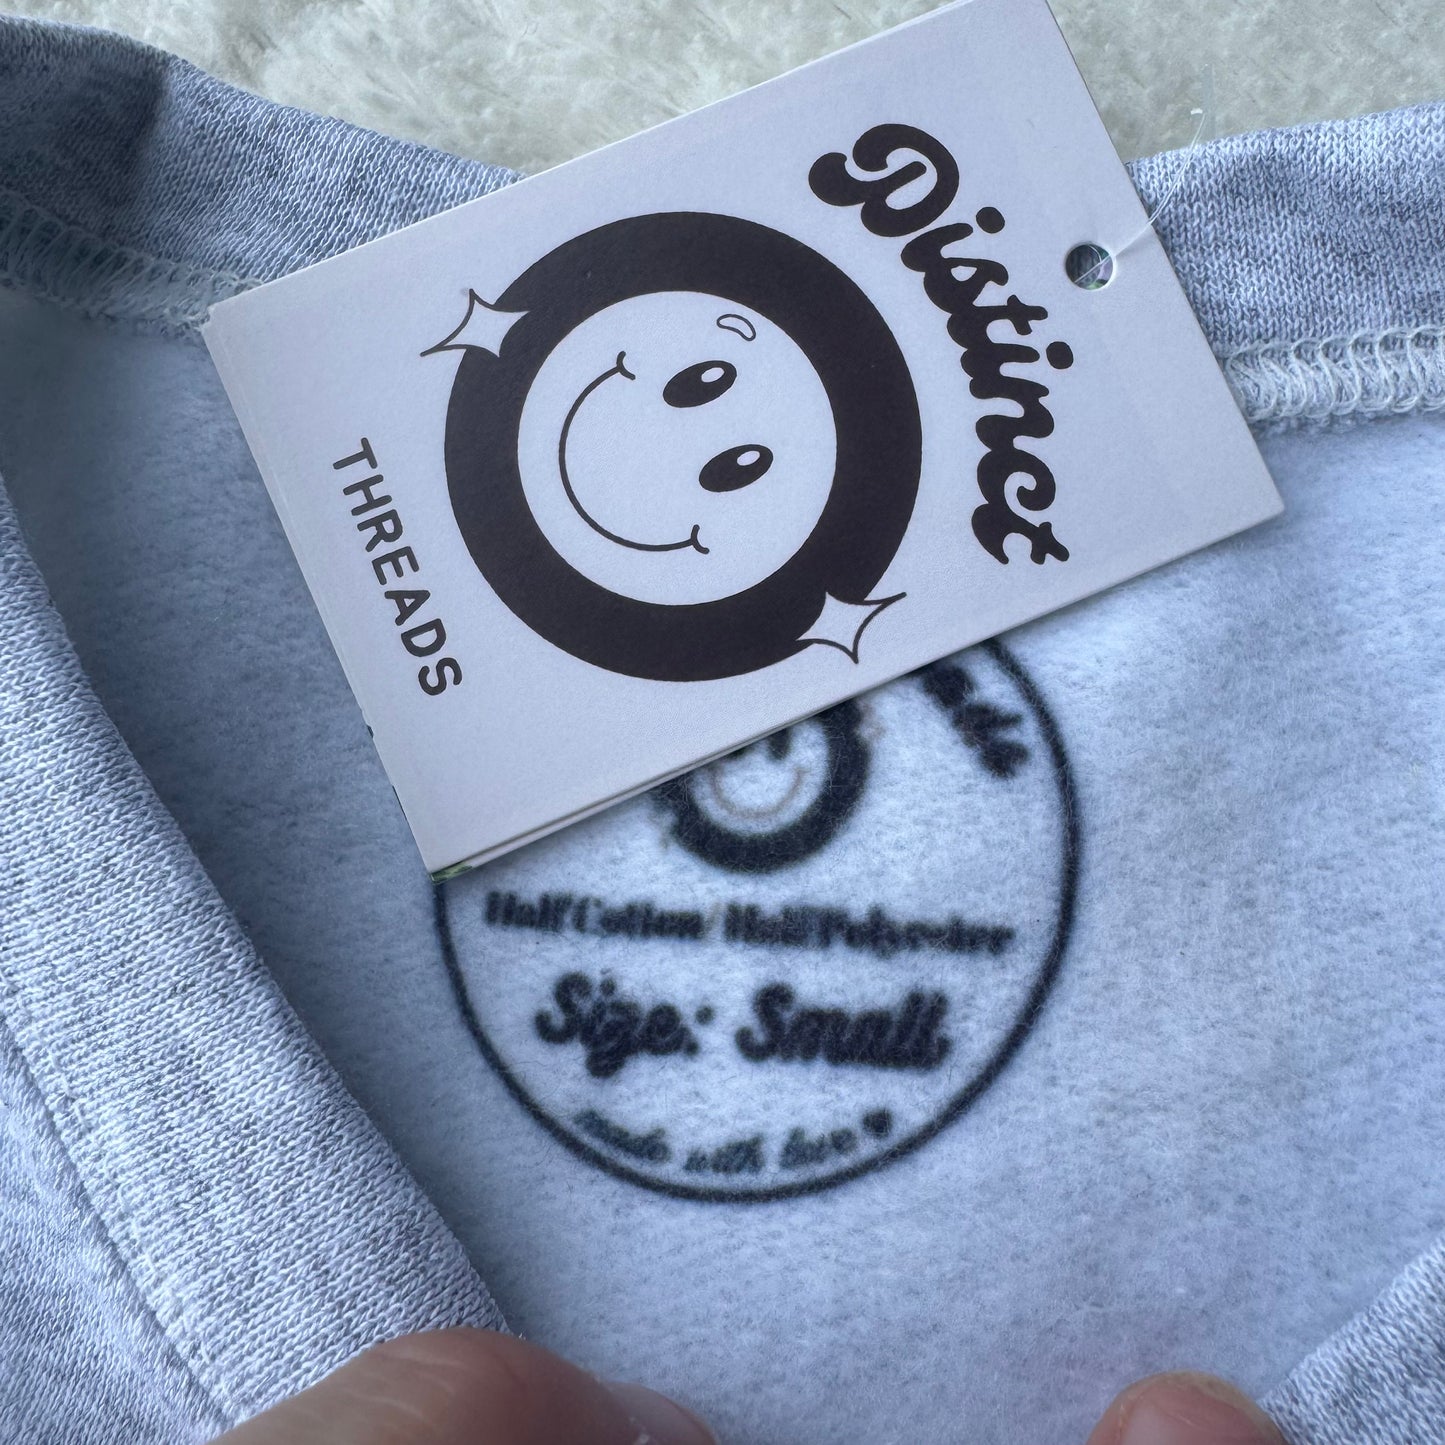 Distinct
THREADS
Half Cotton/Half Polyester
Size: Small
made with love ♥